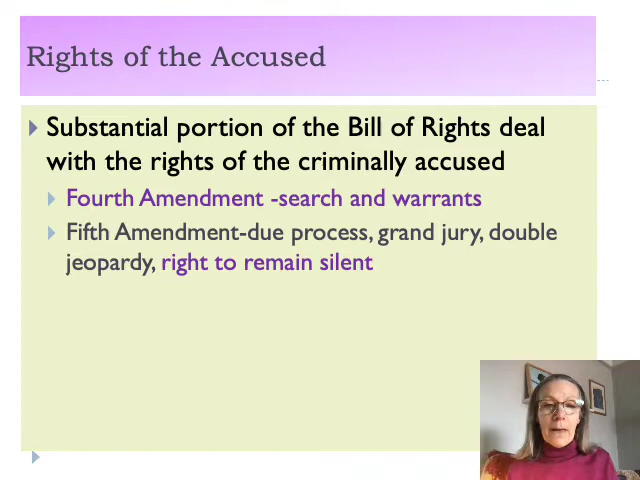 Rights of the Accused
Substantial portion of the Bill of Rights deal
with the rights of the criminally accused
Fourth Amendment -search and warrants
Fifth Amendment-due process, grand jury, double
jeopardy, right to remain silent